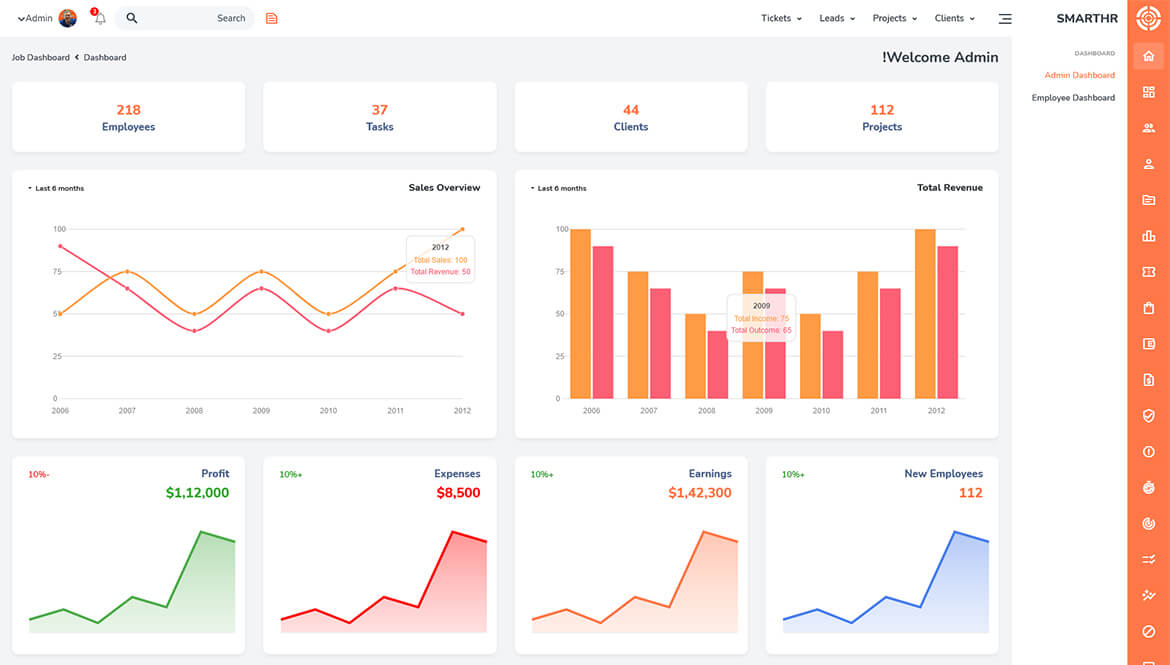 Admin
3
Search
Tickets
Leads
Projects
Clients
SMARTHR
DASHBOARD
Admin Dashboard
Employee Dashboard
Job Dashboard
Dashboard
!Welcome Admin
218
Employees
37
Tasks
44
Clients
112
Projects
Last 6 months
Sales Overview
100
75
50
25
0
2006 2007 2008 2009 2010 2011 2012
2012
Total Sales: 100
Total Revenue: 50
Last 6 months
Total Revenue
100
75
50
25
0
2006 2007 2008 2009 2010 2011 2012
2009
Total Income: 75
Total Outcome: 65
10%-
Profit
$1,12,000
10%+
Expenses
$8,500
10%+
Earnings
$1,42,300
10%+
New Employees
112